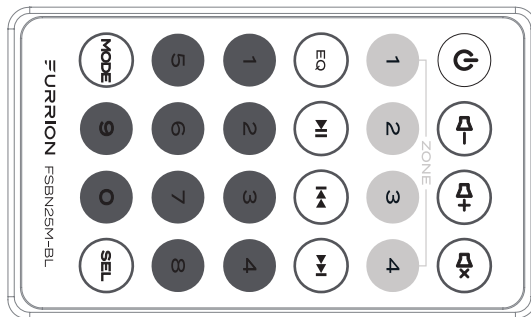 ZONE
1 2 3 4
EQ
1 2 3 4
5 6 7 8
MODE 9 0 SEL
FURRION FSBN25M-BL